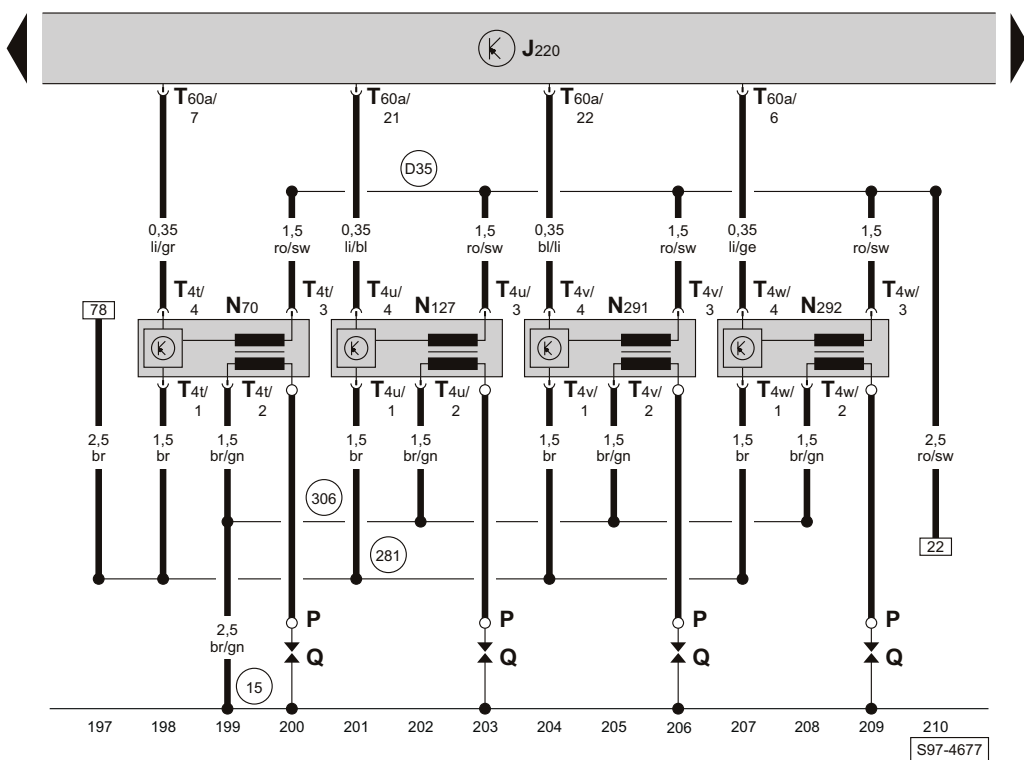 J220
T60a/ T60a/ T60a/ T60a/
7 21 22 6
D35
0,35 1,5 0,35 1,5 0,35 1,5 0,35 1,5
li/gr ro/sw li/bl ro/sw bl/li ro/sw li/ge ro/sw
78 T4t/ N70 T4t/ T4u/ N127 T4u/ T4v/ N291 T4v/ T4w/ N292 T4w/
4 3 4 3 4 3 4 3
T4t/ T4t/ T4u/ T4u/ T4v/ T4v/ T4w/ T4w/
1 2 1 2 1 2 1 2
2,5 1,5 1,5 1,5 1,5 1,5 1,5 1,5 1,5 2,5
br br br/gn br br/gn br br/gn br br/gn ro/sw
306
281 22
P P P P
2,5
br/gn
Q Q Q Q
15
197 198 199 200 201 202 203 204 205 206 207 208 209 210
S97-4677